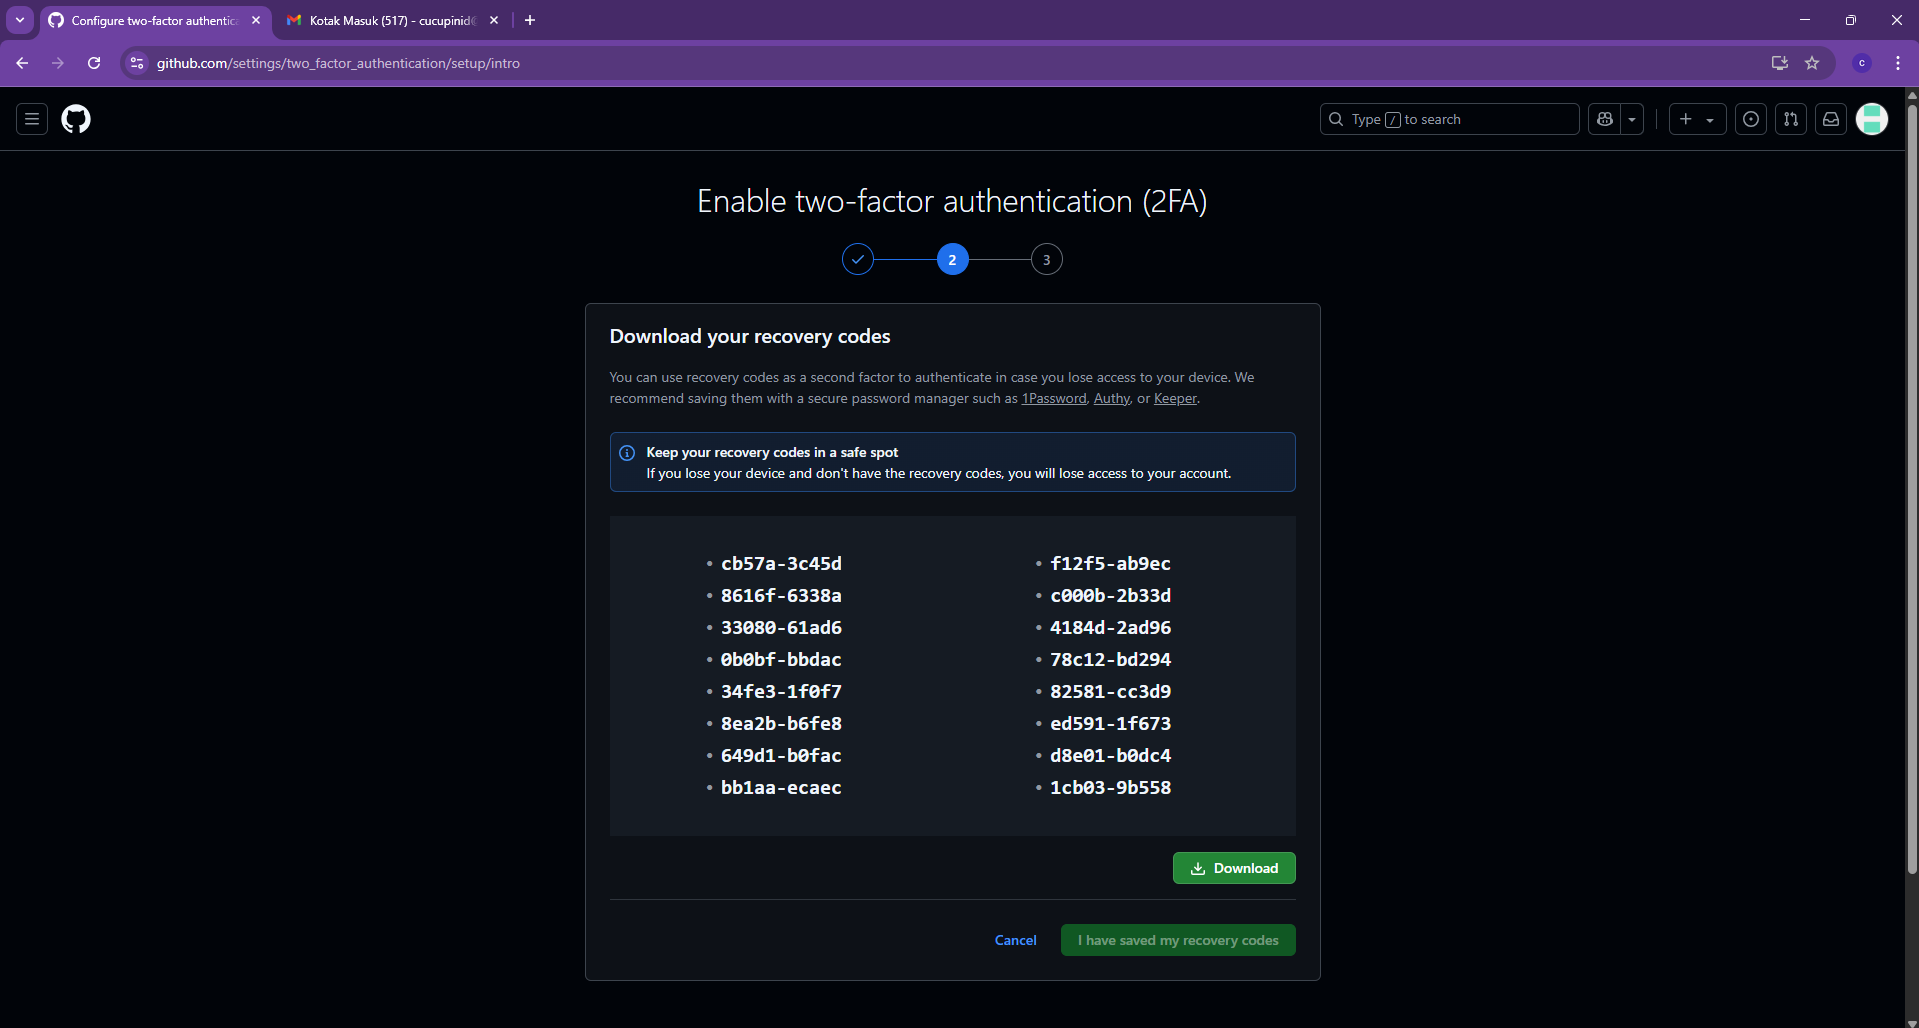 Configure two-factor authentica
Kotak Masuk (517) - cucupinid@
github.com/settings/two_factor_authentication/setup/intro
c
Type / to search
Enable two-factor authentication (2FA)
2
3
Download your recovery codes
You can use recovery codes as a second factor to authenticate in case you lose access to your device. We
recommend saving them with a secure password manager such as 1Password, Authy, or Keeper.
Keep your recovery codes in a safe spot
If you lose your device and don't have the recovery codes, you will lose access to your account.
cb57a-3c45d
8616f-6338a
33080-61ad6
0b0bf-bbdac
34fe3-1f0f7
8ea2b-b6fe8
649d1-b0fac
bb1aa-ecaec
f12f5-ab9ec
c000b-2b33d
4184d-2ad96
78c12-bd294
82581-cc3d9
ed591-1f673
d8e01-b0dc4
1cb03-9b558
Download
Cancel
I have saved my recovery codes